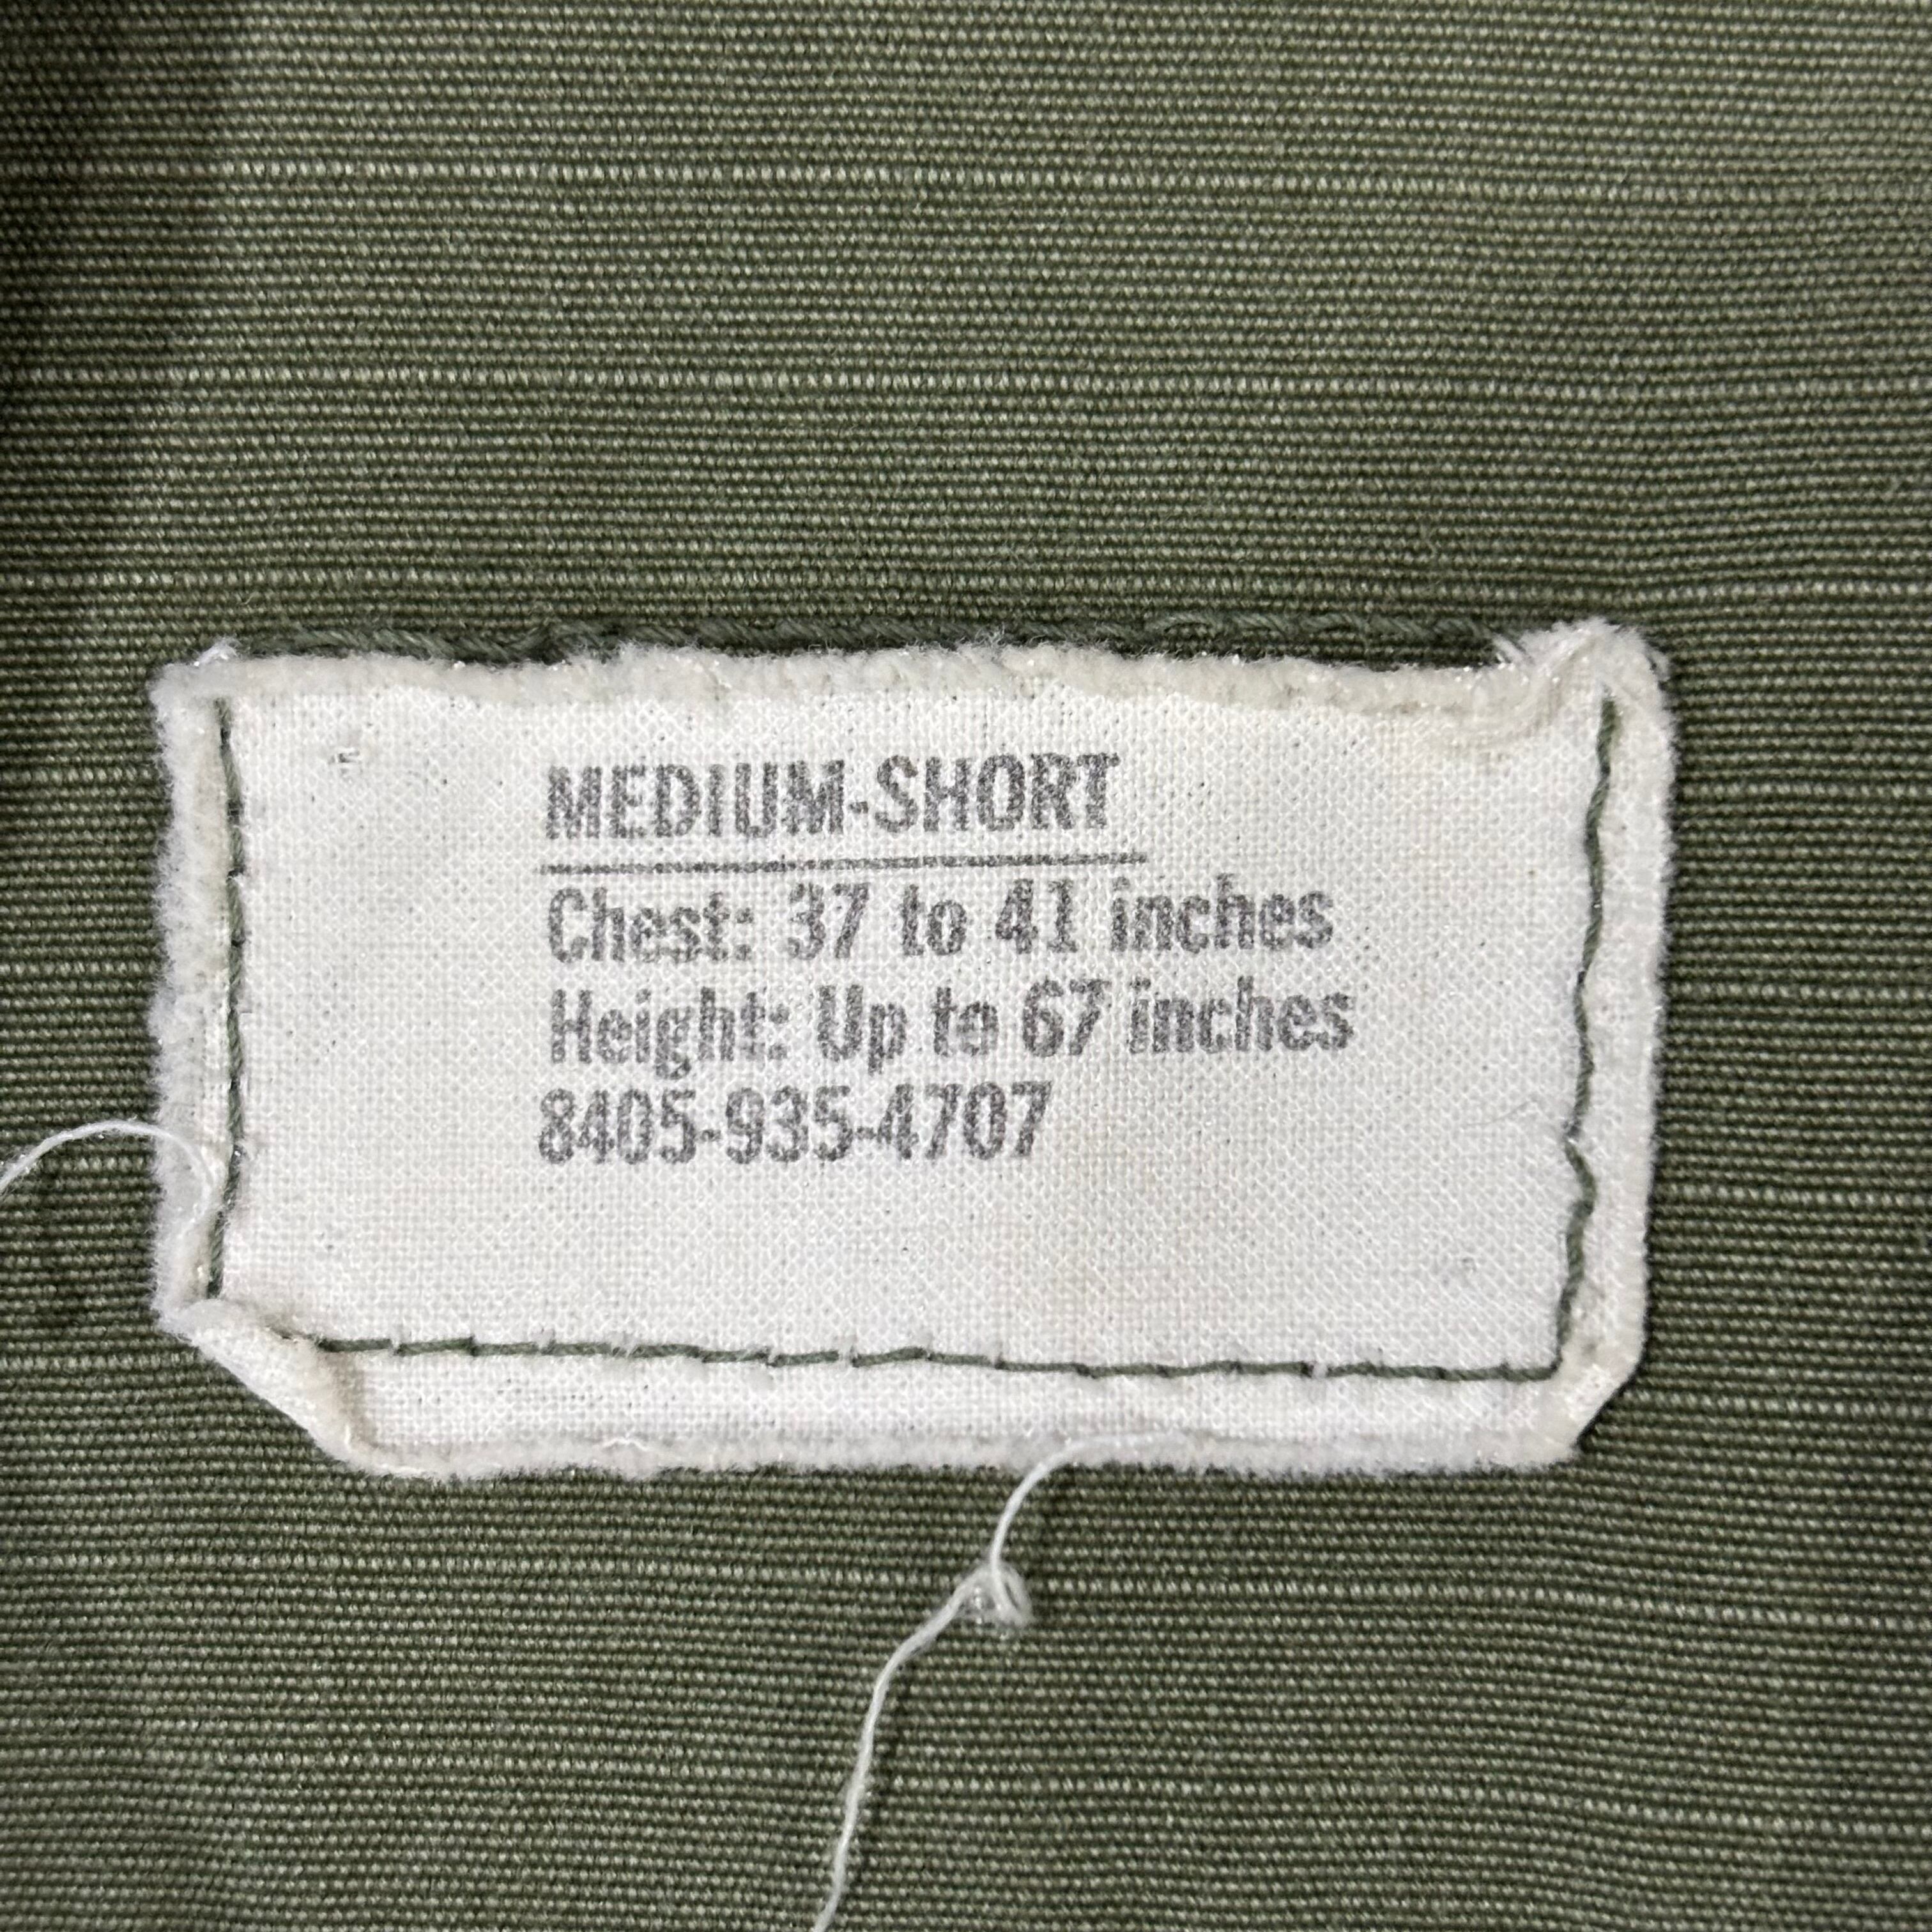 MEDIUM-SHORT
Chest: 37 to 41 inches
Height: Up to 67 inches
8405-935-4707